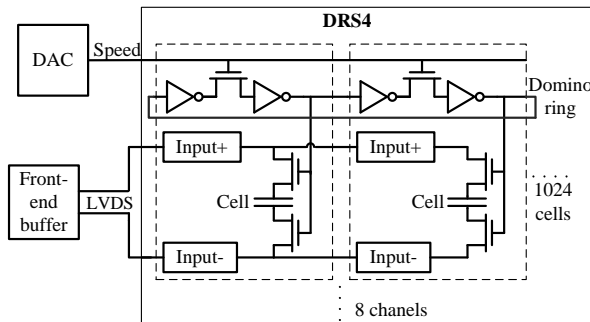 DRS4
DAC
Speed
Domino
ring
Input+
Input+
Front-
end
buffer
LVDS
Cell
Cell
. . . .
1024
cells
Input-
Input-
8 chanels